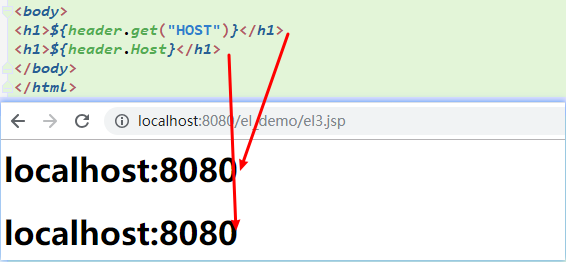 <body>
<h1>${header.get("HOST")}</h1>
<h1>${header.Host}</h1>
</body>
</html>
localhost:8080/el_demo/el3.jsp
localhost:8080
localhost:8080